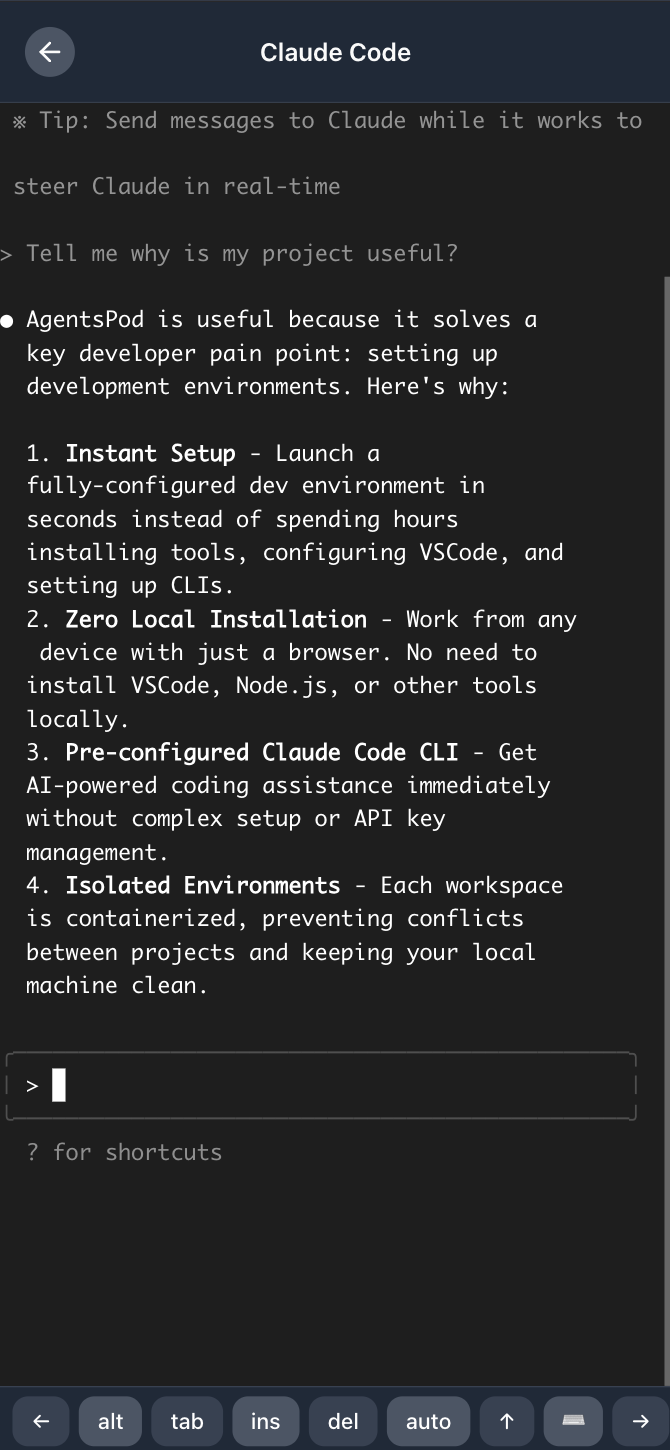 ←
Claude Code
※ Tip: Send messages to Claude while it works to
steer Claude in real-time
> Tell me why is my project useful?
● AgentsPod is useful because it solves a
key developer pain point: setting up
development environments. Here's why:
1. Instant Setup - Launch a
fully-configured dev environment in
seconds instead of spending hours
installing tools, configuring VSCode, and
setting up CLIs.
2. Zero Local Installation - Work from any
device with just a browser. No need to
install VSCode, Node.js, or other tools
locally.
3. Pre-configured Claude Code CLI - Get
AI-powered coding assistance immediately
without complex setup or API key
management.
4. Isolated Environments - Each workspace
is containerized, preventing conflicts
between projects and keeping your local
machine clean.
>
? for shortcuts
← alt tab ins del auto ↑ ⌨ →